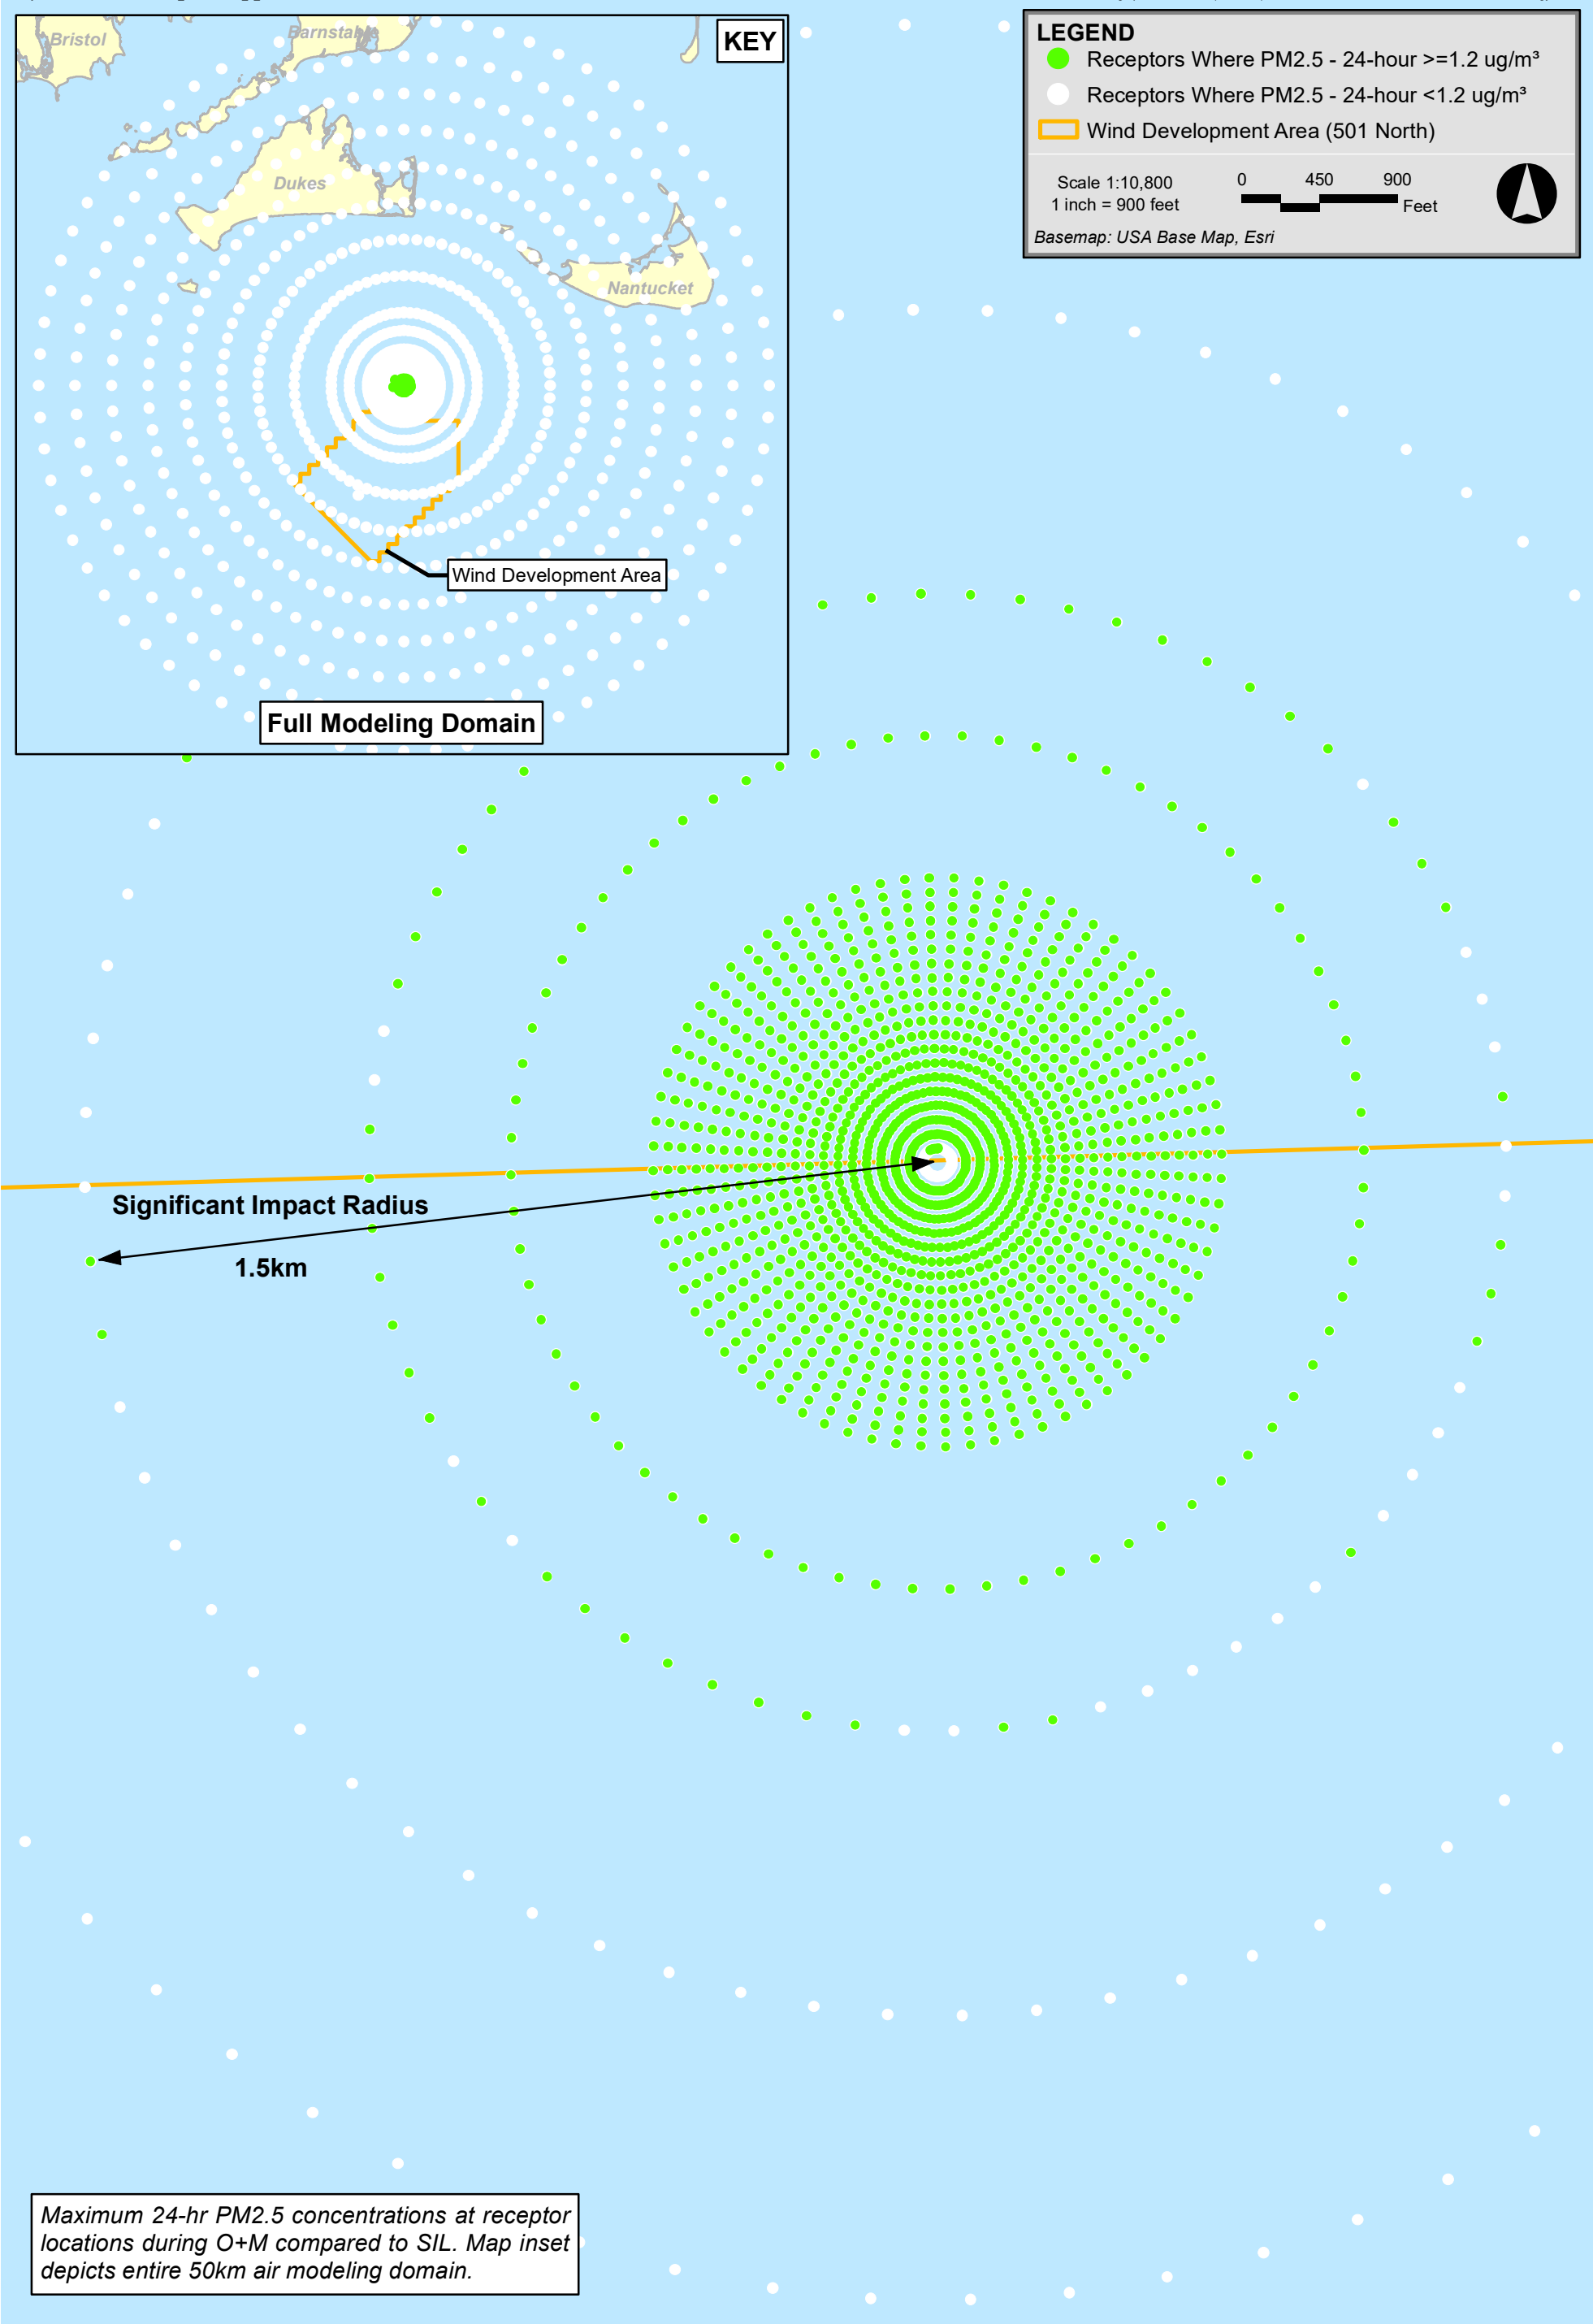 Bristol
Barnstable
KEY
Dukes
Nantucket
Wind Development Area
Full Modeling Domain
LEGEND
Receptors Where PM2.5 - 24-hour >=1.2 ug/m³
Receptors Where PM2.5 - 24-hour <1.2 ug/m³
Wind Development Area (501 North)
Scale 1:10,800
1 inch = 900 feet
0 450 900
Feet
Basemap: USA Base Map, Esri
Significant Impact Radius
1.5km
Maximum 24-hr PM2.5 concentrations at receptor
locations during O+M compared to SIL. Map inset
depicts entire 50km air modeling domain.